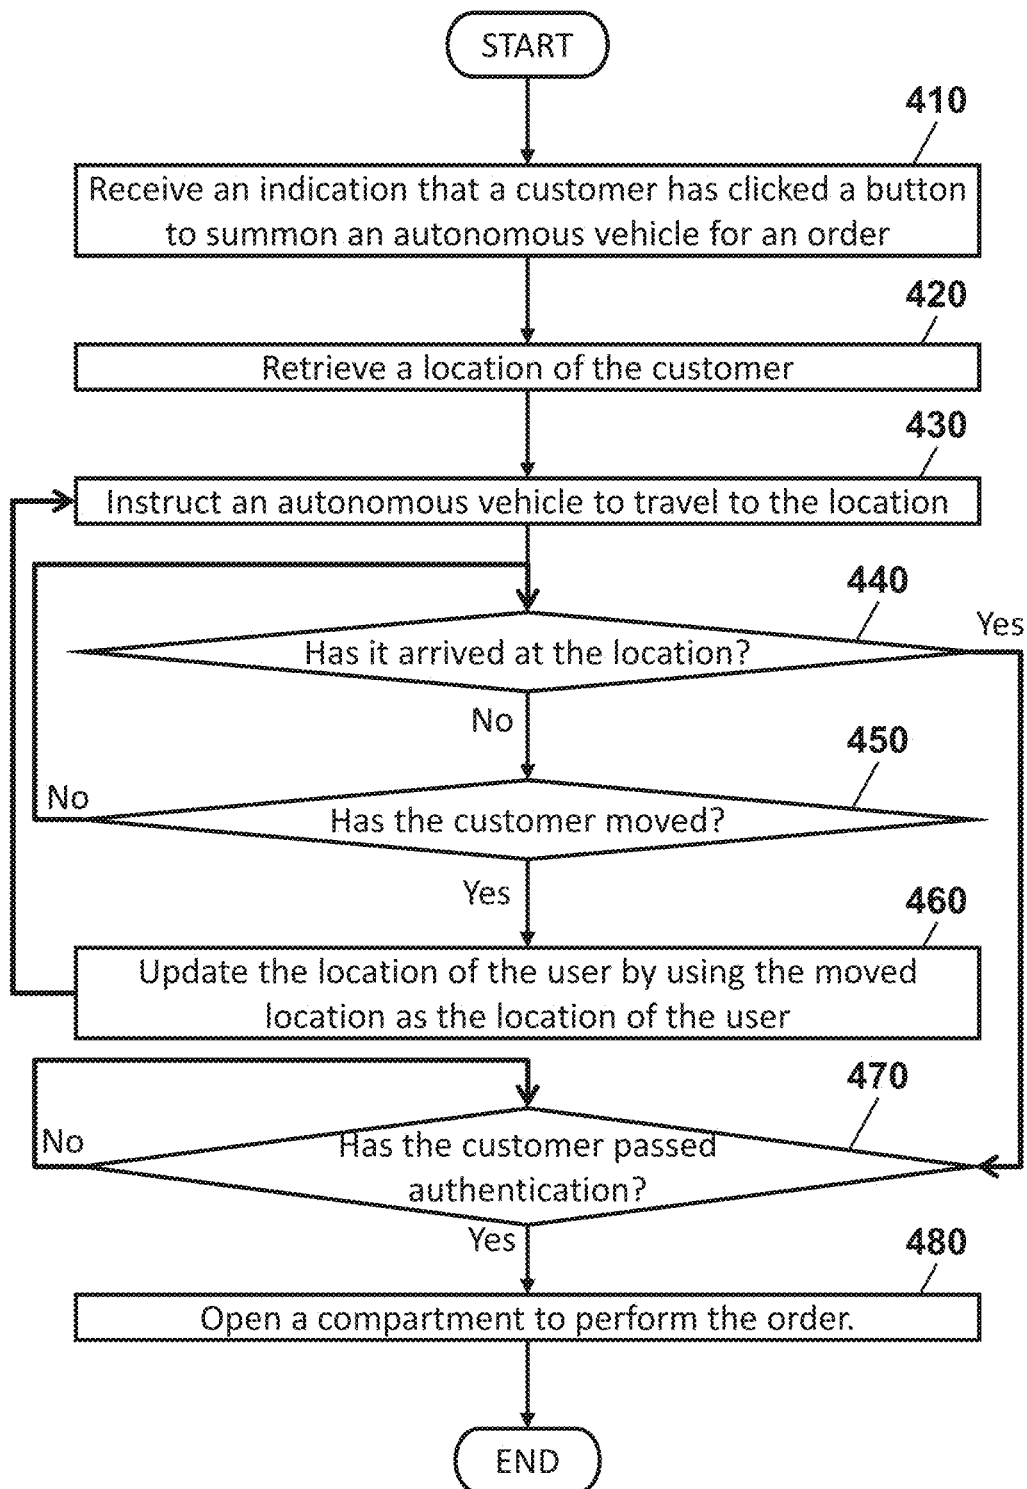 START
410
Receive an indication that a customer has clicked a button
to summon an autonomous vehicle for an order
420
Retrieve a location of the customer
430
Instruct an autonomous vehicle to travel to the location
440
Yes
Has it arrived at the location?
No
450
No
Has the customer moved?
Yes
460
Update the location of the user by using the moved
location as the location of the user
470
No
Has the customer passed
authentication?
Yes
480
Open a compartment to perform the order.
END